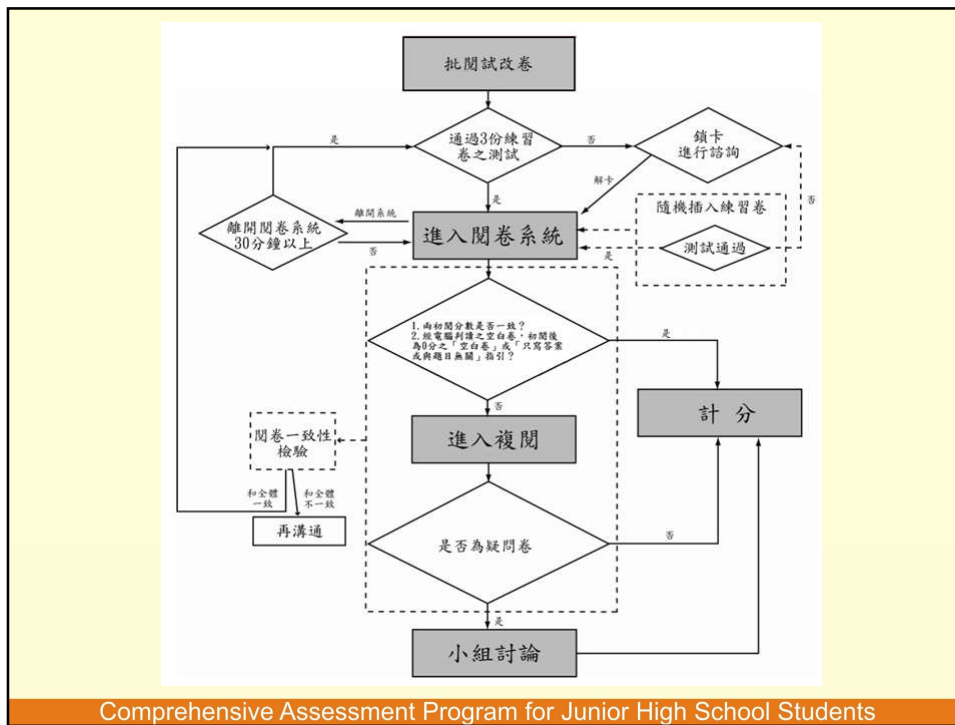 批閱試改卷
通過3份練習
卷之測試
是
否
鎖卡
進行諮詢
解卡
是
否
隨機插入練習卷
離開系統
離開閱卷系統
30分鐘以上
否
進入閱卷系統
是
測試通過
1.兩初閱分數是否一致?
2.經電腦判讀之空白卷、初閱後
為0分之「空白卷」或「只寫答案
或與題目無關」指引?
是
否
計 分
閱卷一致性
檢驗
進入複閱
和全體
一致
和全體
不一致
再溝通
是否為疑問卷
否
是
小組討論
Comprehensive Assessment Program for Junior High School Students